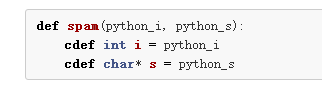 def spam(python_i, python_s):
    cdef int i = python_i
    cdef char* s = python_s